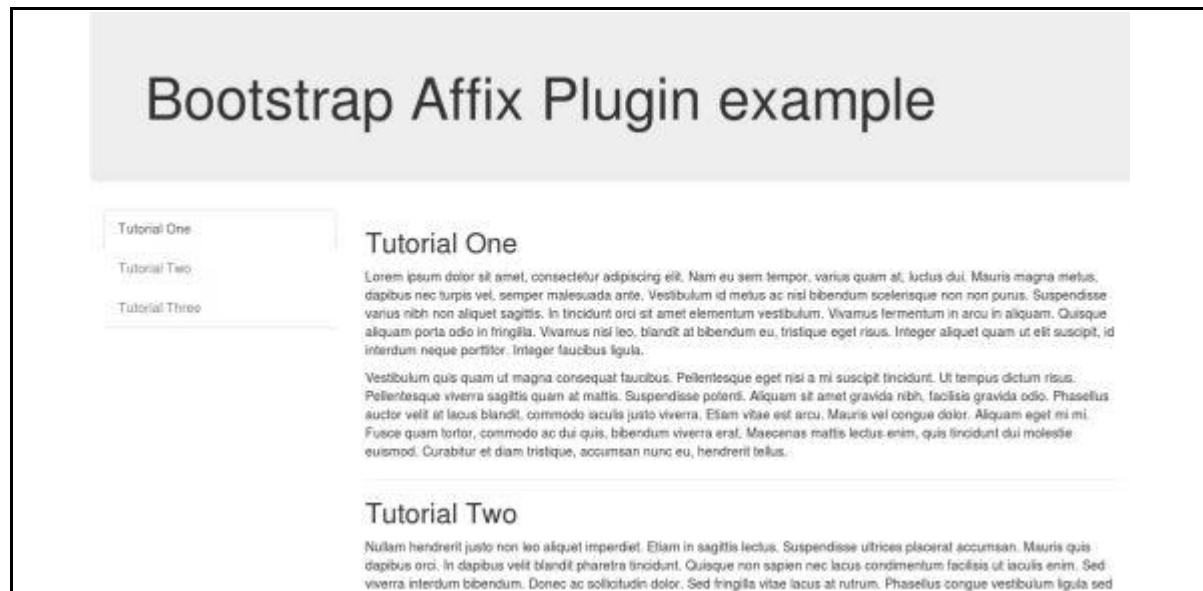 Bootstrap Affix Plugin example
Tutorial One
Tutorial Two
Tutorial Three
Tutorial One
Lorem ipsum dolor sit amet, consectetur adipiscing elit. Nam eu sem tempor, varius quam at, luctus dui. Mauris magna metus,
dapibus nec turpis vel, semper malesuada ante. Vestibulum id metus ac nisl bibendum scelerisque non non purus. Suspendisse
varius nibh non aliquet sagittis. In tincidunt orci sit amet elementum vestibulum. Vivamus fermentum in arcu in aliquam. Quisque
aliquam porta odio in fringilla. Vivamus nisl leo, blandit at bibendum eu, tristique eget risus. Integer aliquet quam ut elit suscipit, id
interdum neque porttitor. Integer faucibus ligula.
Vestibulum quis quam ut magna consequat faucibus. Pellentesque eget nisi a mi suscipit tincidunt. Ut tempus dictum risus.
Pellentesque viverra sagittis quam at mattis. Suspendisse potenti. Aliquam sit amet gravida nibh, facilisis gravida odio. Phasellus
auctor velit at lacus blandit, commodo iaculis justo viverra. Etiam vitae est arcu. Mauris vel congue dolor. Aliquam eget mi mi.
Fusce quam tortor, commodo ac dui quis, bibendum viverra erat. Maecenas mattis lectus enim, quis tincidunt dui molestie
euismod. Curabitur et diam tristique, accumsan nunc eu, hendrerit tellus.
Tutorial Two
Nullam hendrerit justo non leo aliquet imperdiet. Etiam in sagittis lectus. Suspendisse ultrices placerat accumsan. Mauris quis
dapibus orci. In dapibus velit blandit pharetra tincidunt. Quisque non sapien nec lacus condimentum facilisis ut iaculis enim. Sed
viverra interdum bibendum. Donec ac sollicitudin dolor. Sed fringilla vitae lacus at rutrum. Phasellus congue vestibulum ligula sed